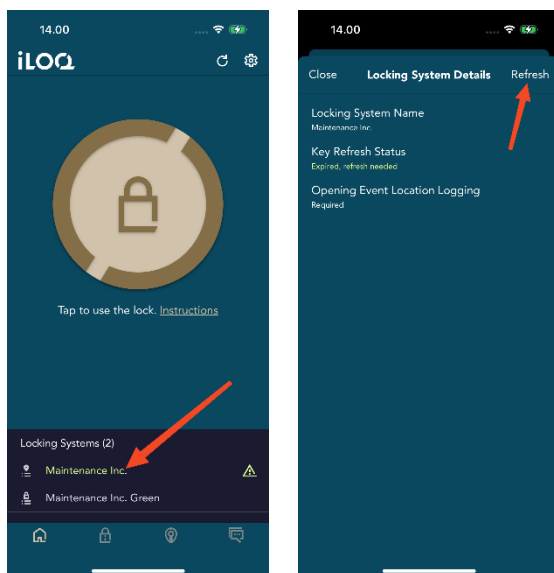 14.00
iLOQ
Tap to use the lock. Instructions
Locking Systems (2)
Maintenance Inc.
Maintenance Inc. Green
14.00
Close Locking System Details Refresh
Locking System Name
Maintenance Inc.
Key Refresh Status
Expired, refresh needed
Opening Event Location Logging
Required